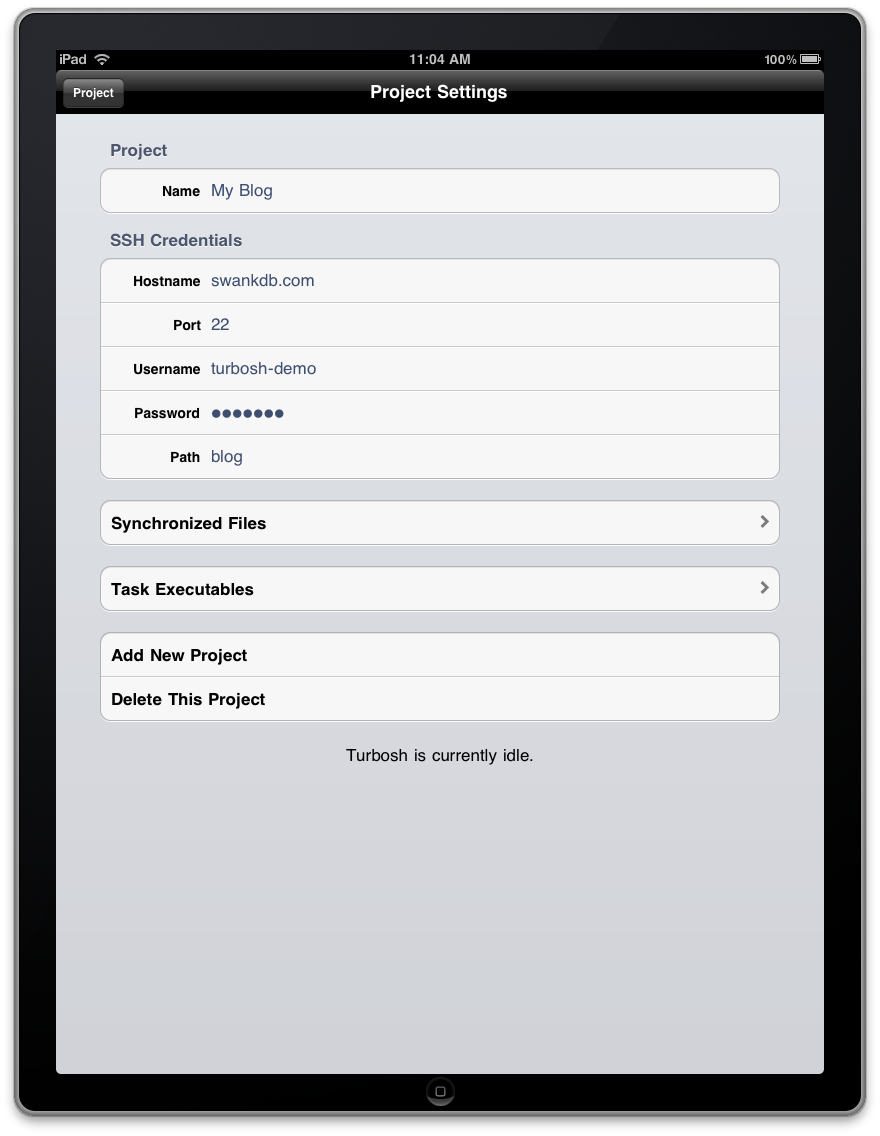 iPad 11:04 AM 100%
Project Project Settings
Project
Name My Blog
SSH Credentials
Hostname swankdb.com
Port 22
Username turbosh-demo
Password ●●●●●●●
Path blog
Synchronized Files
Task Executables
Add New Project
Delete This Project
Turbosh is currently idle.